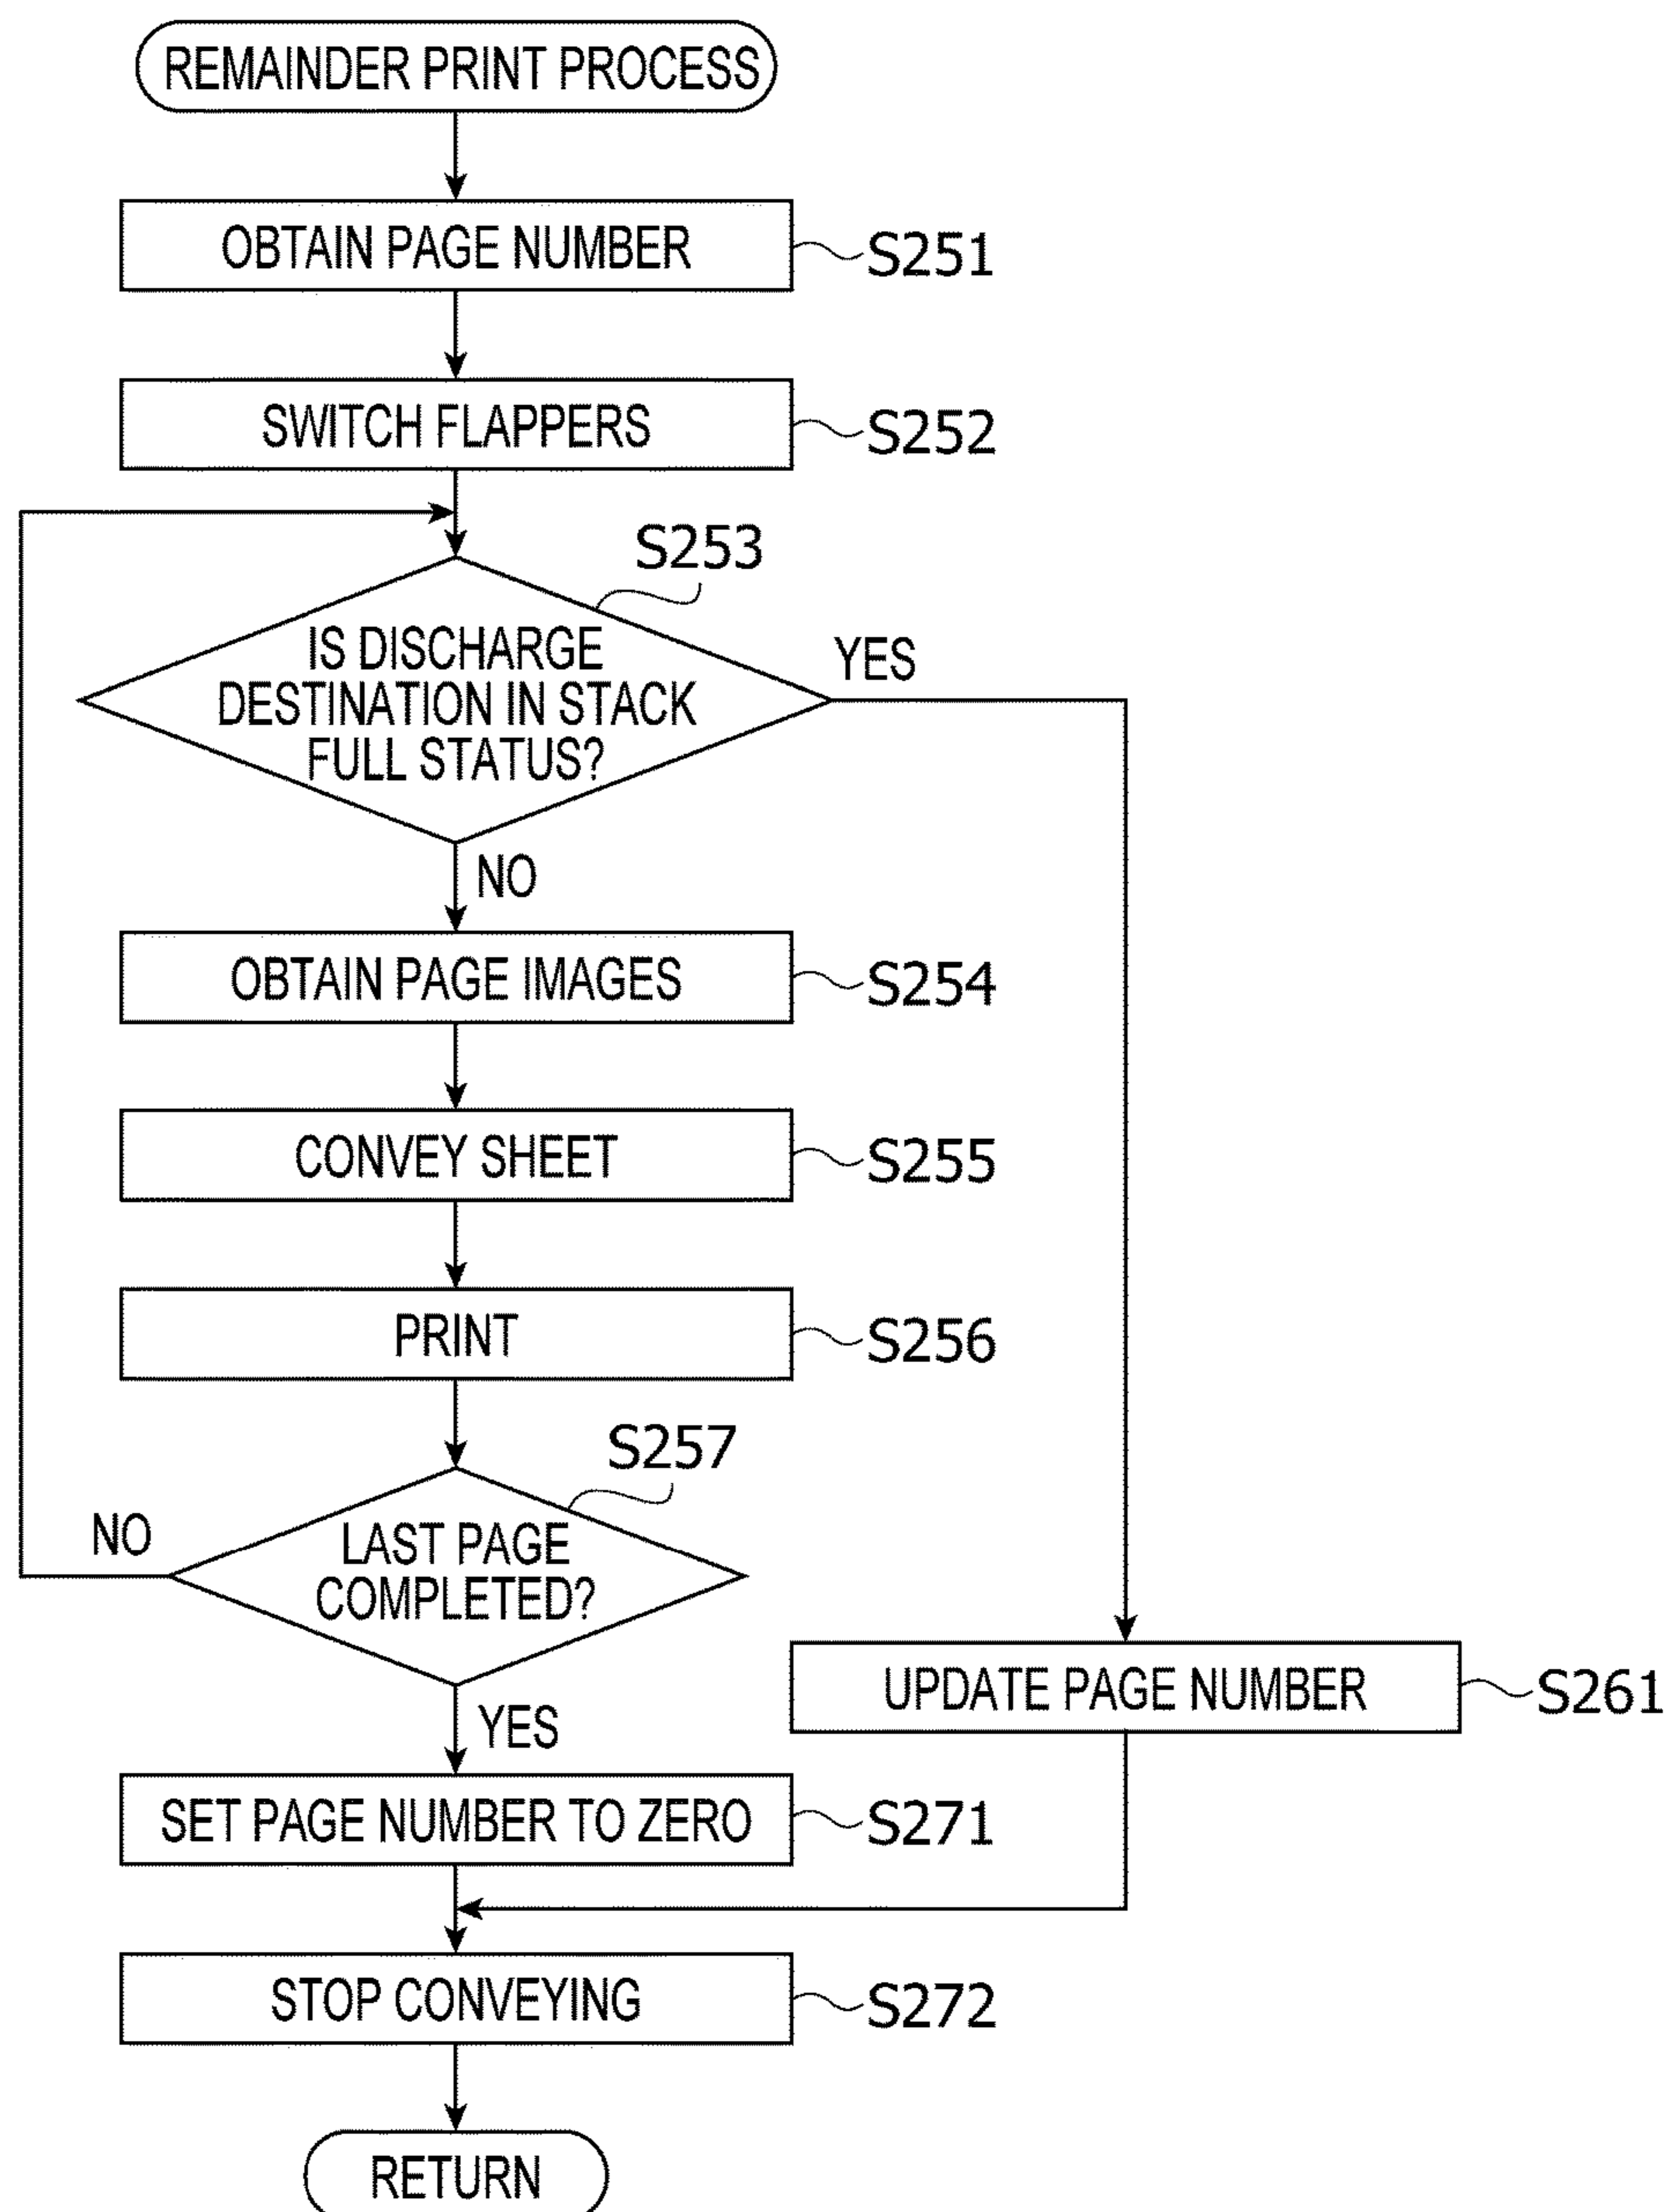 REMAINDER PRINT PROCESS
OBTAIN PAGE NUMBER
S251
SWITCH FLAPPERS
S252
S253
IS DISCHARGE
DESTINATION IN STACK
FULL STATUS?
YES
NO
OBTAIN PAGE IMAGES
S254
CONVEY SHEET
S255
PRINT
S256
S257
LAST PAGE
COMPLETED?
NO
YES
UPDATE PAGE NUMBER
S261
SET PAGE NUMBER TO ZERO
S271
STOP CONVEYING
S272
RETURN